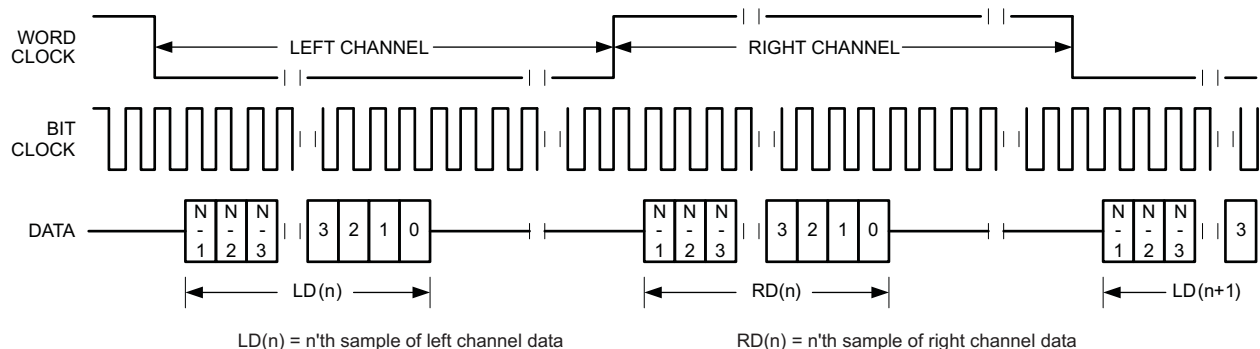 WORD CLOCK
LEFT CHANNEL
RIGHT CHANNEL
BIT CLOCK
DATA
N-1 N-2 N-3 3 2 1 0
N-1 N-2 N-3 3 2 1 0
N-1 N-2 N-3 3
LD(n)
RD(n)
LD(n+1)
LD(n) = n'th sample of left channel data
RD(n) = n'th sample of right channel data